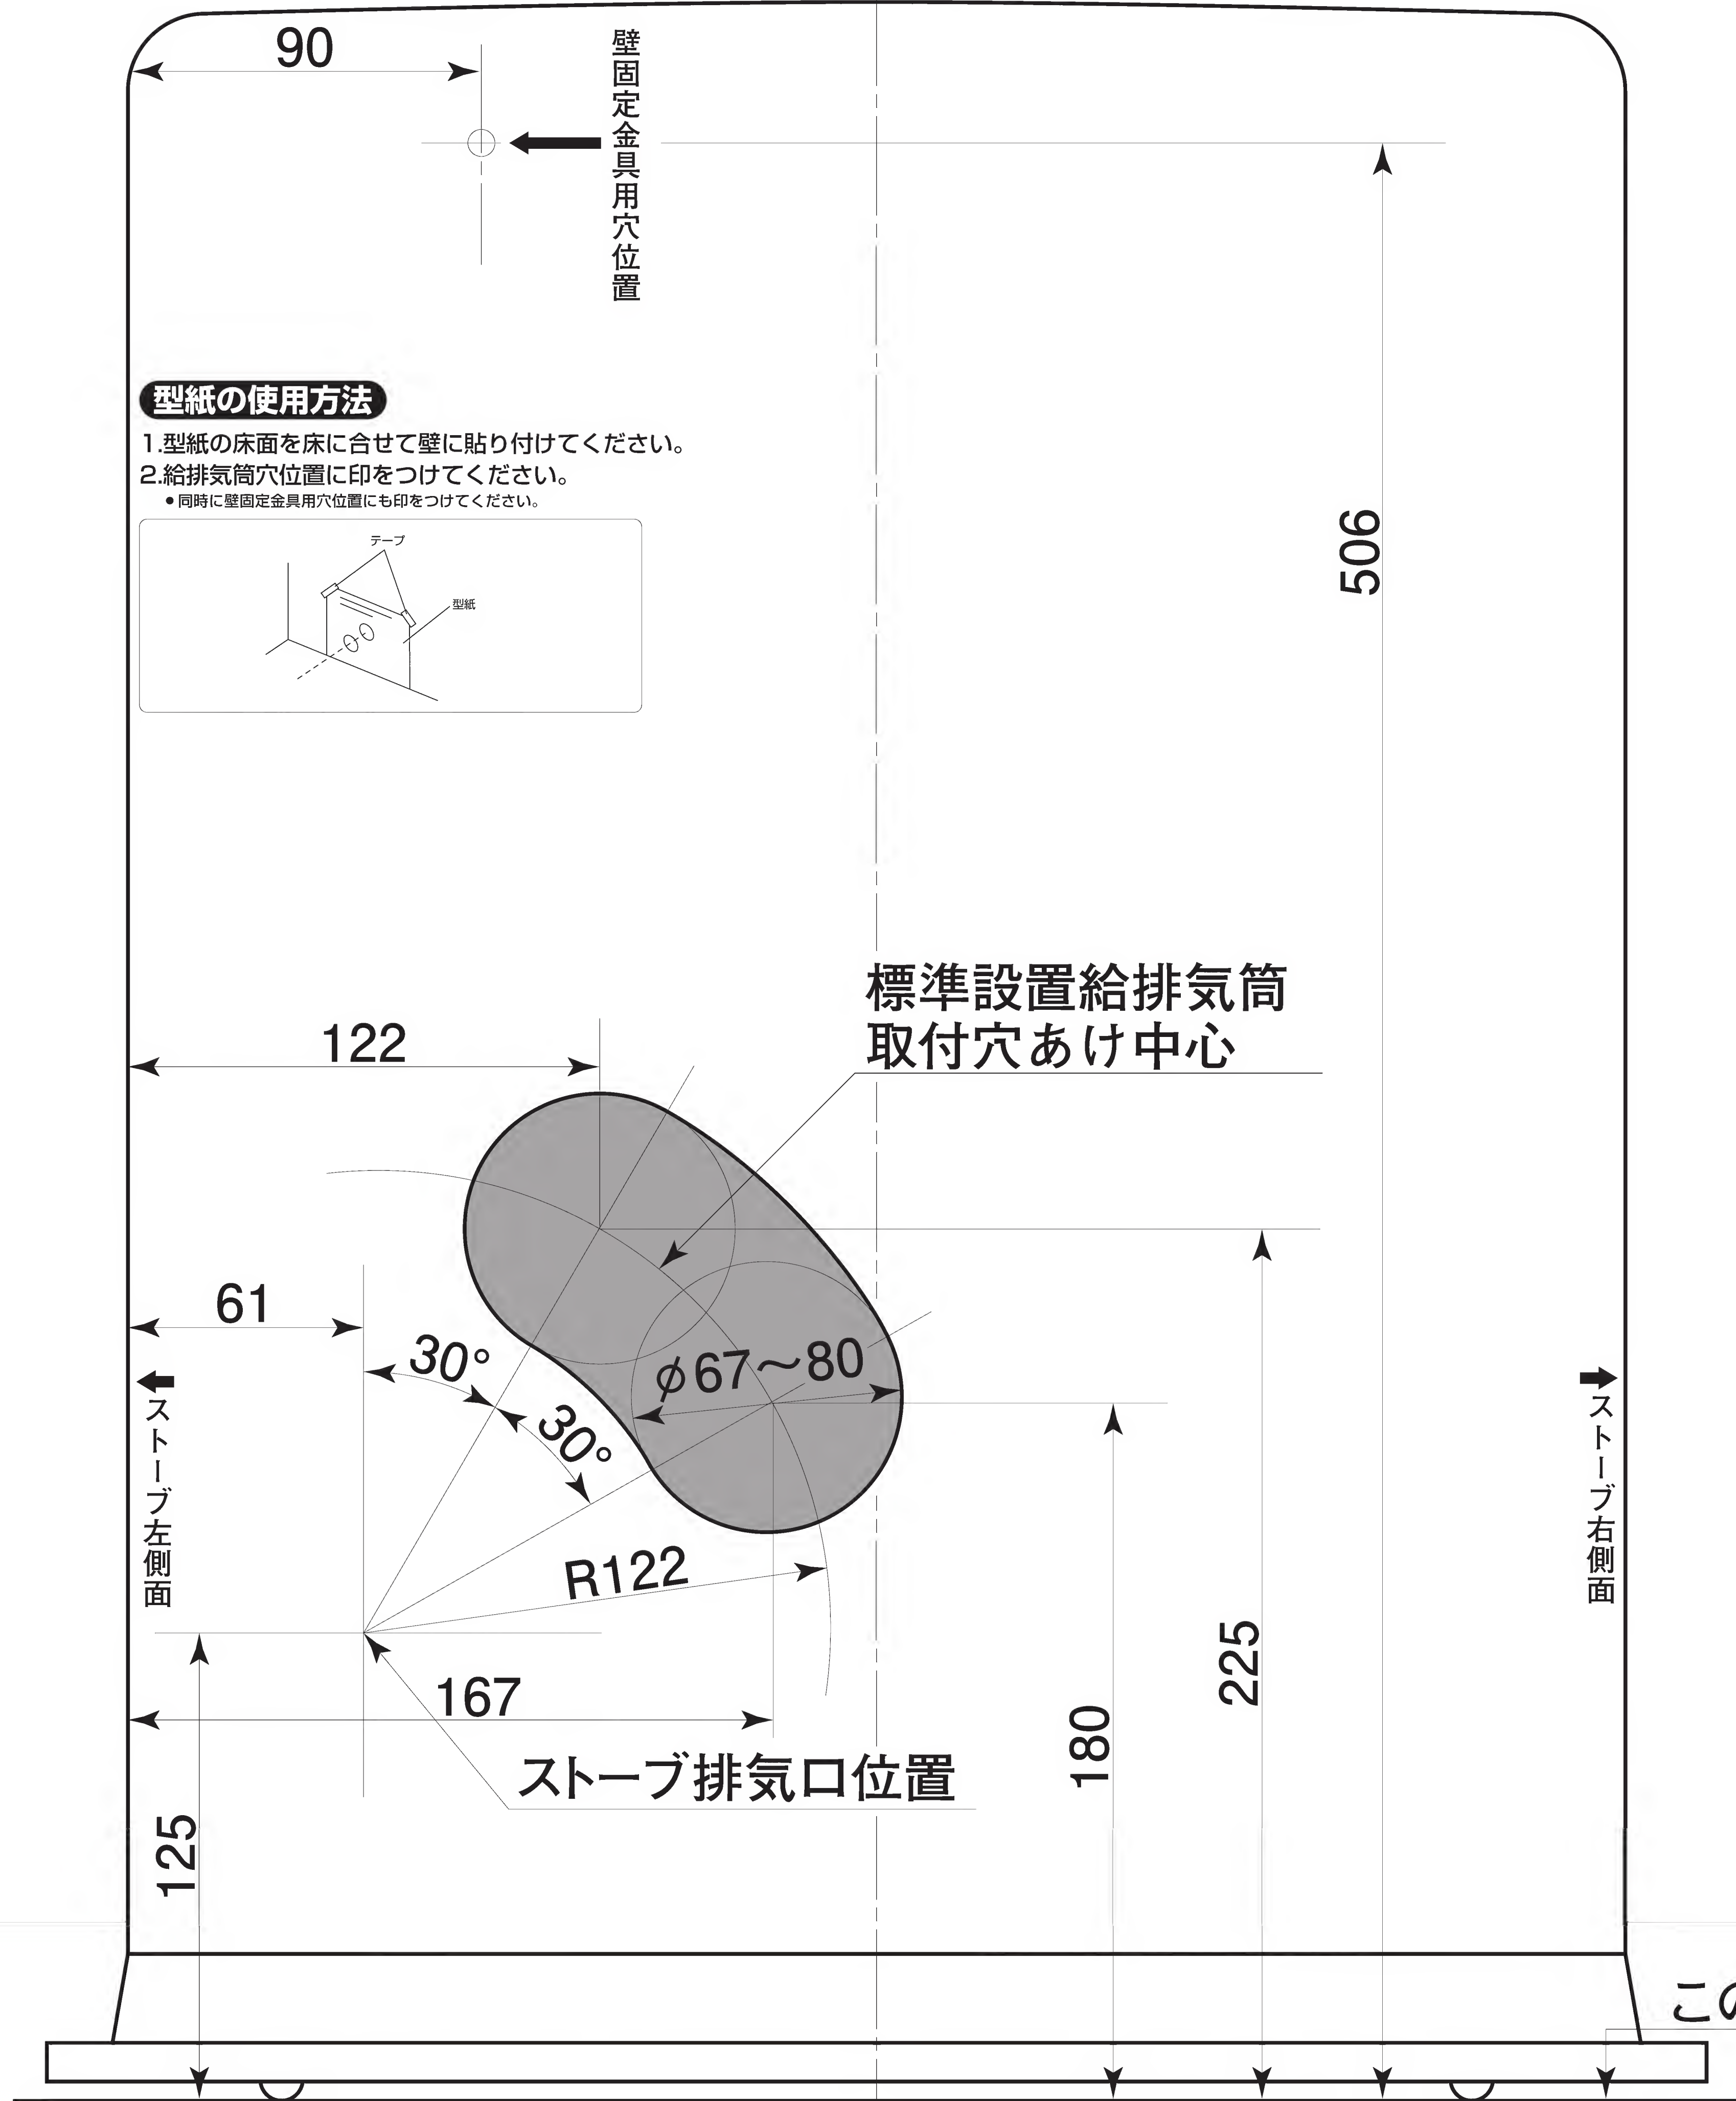 90
壁固定金具用穴位置
型紙の使用方法
1.型紙の床面を床に合せて壁に貼り付けてください。
2.給排気筒穴位置に印をつけてください。
●同時に壁固定金具用穴位置にも印をつけてください。
テープ
型紙
506
標準設置給排気筒
取付穴あけ中心
122
61
30°
30°
φ67～80
ストーブ左側面
ストーブ右側面
R122
167
225
180
ストーブ排気口位置
125
この